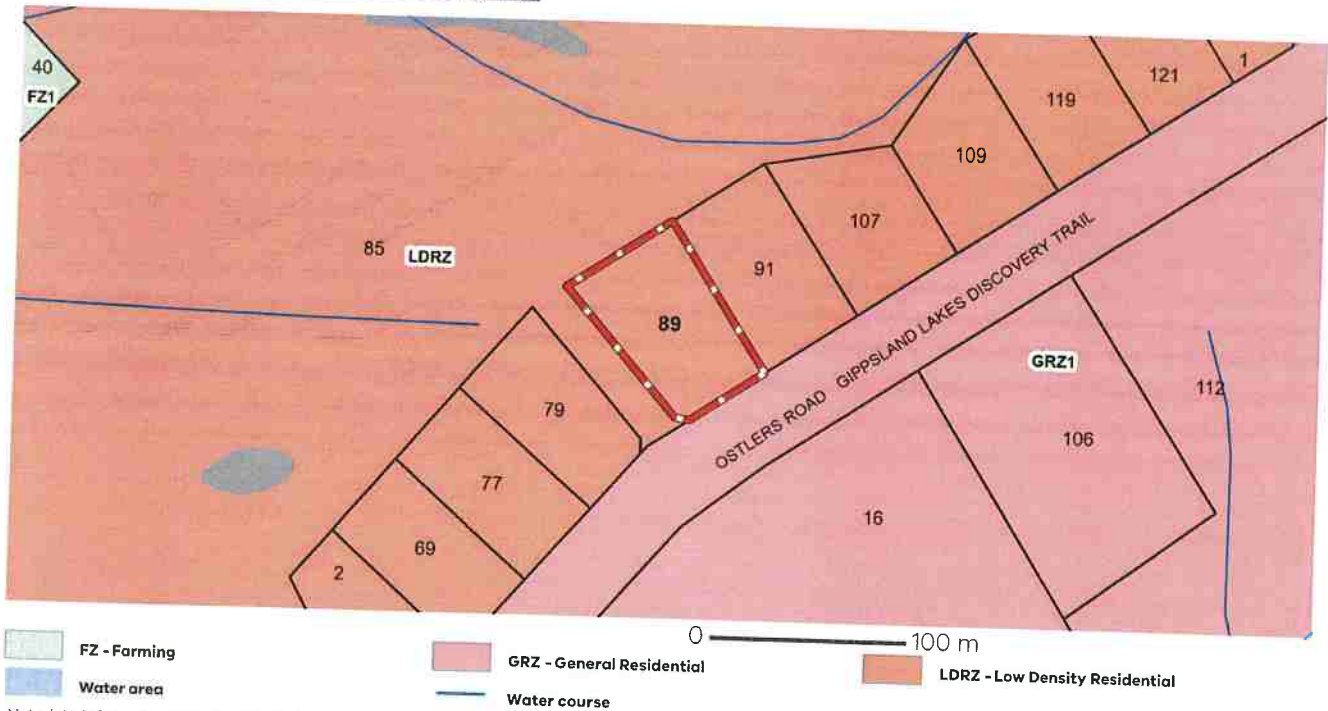 40
FZ1
1
121
119
109
107
85 LDRZ
91
89
OSTLERS ROAD GIPPSLAND LAKES DISCOVERY TRAIL
GRZ1
79
112
106
77
16
69
2
0 100 m
FZ - Farming
GRZ - General Residential
LDRZ - Low Density Residential
Water area
Water course